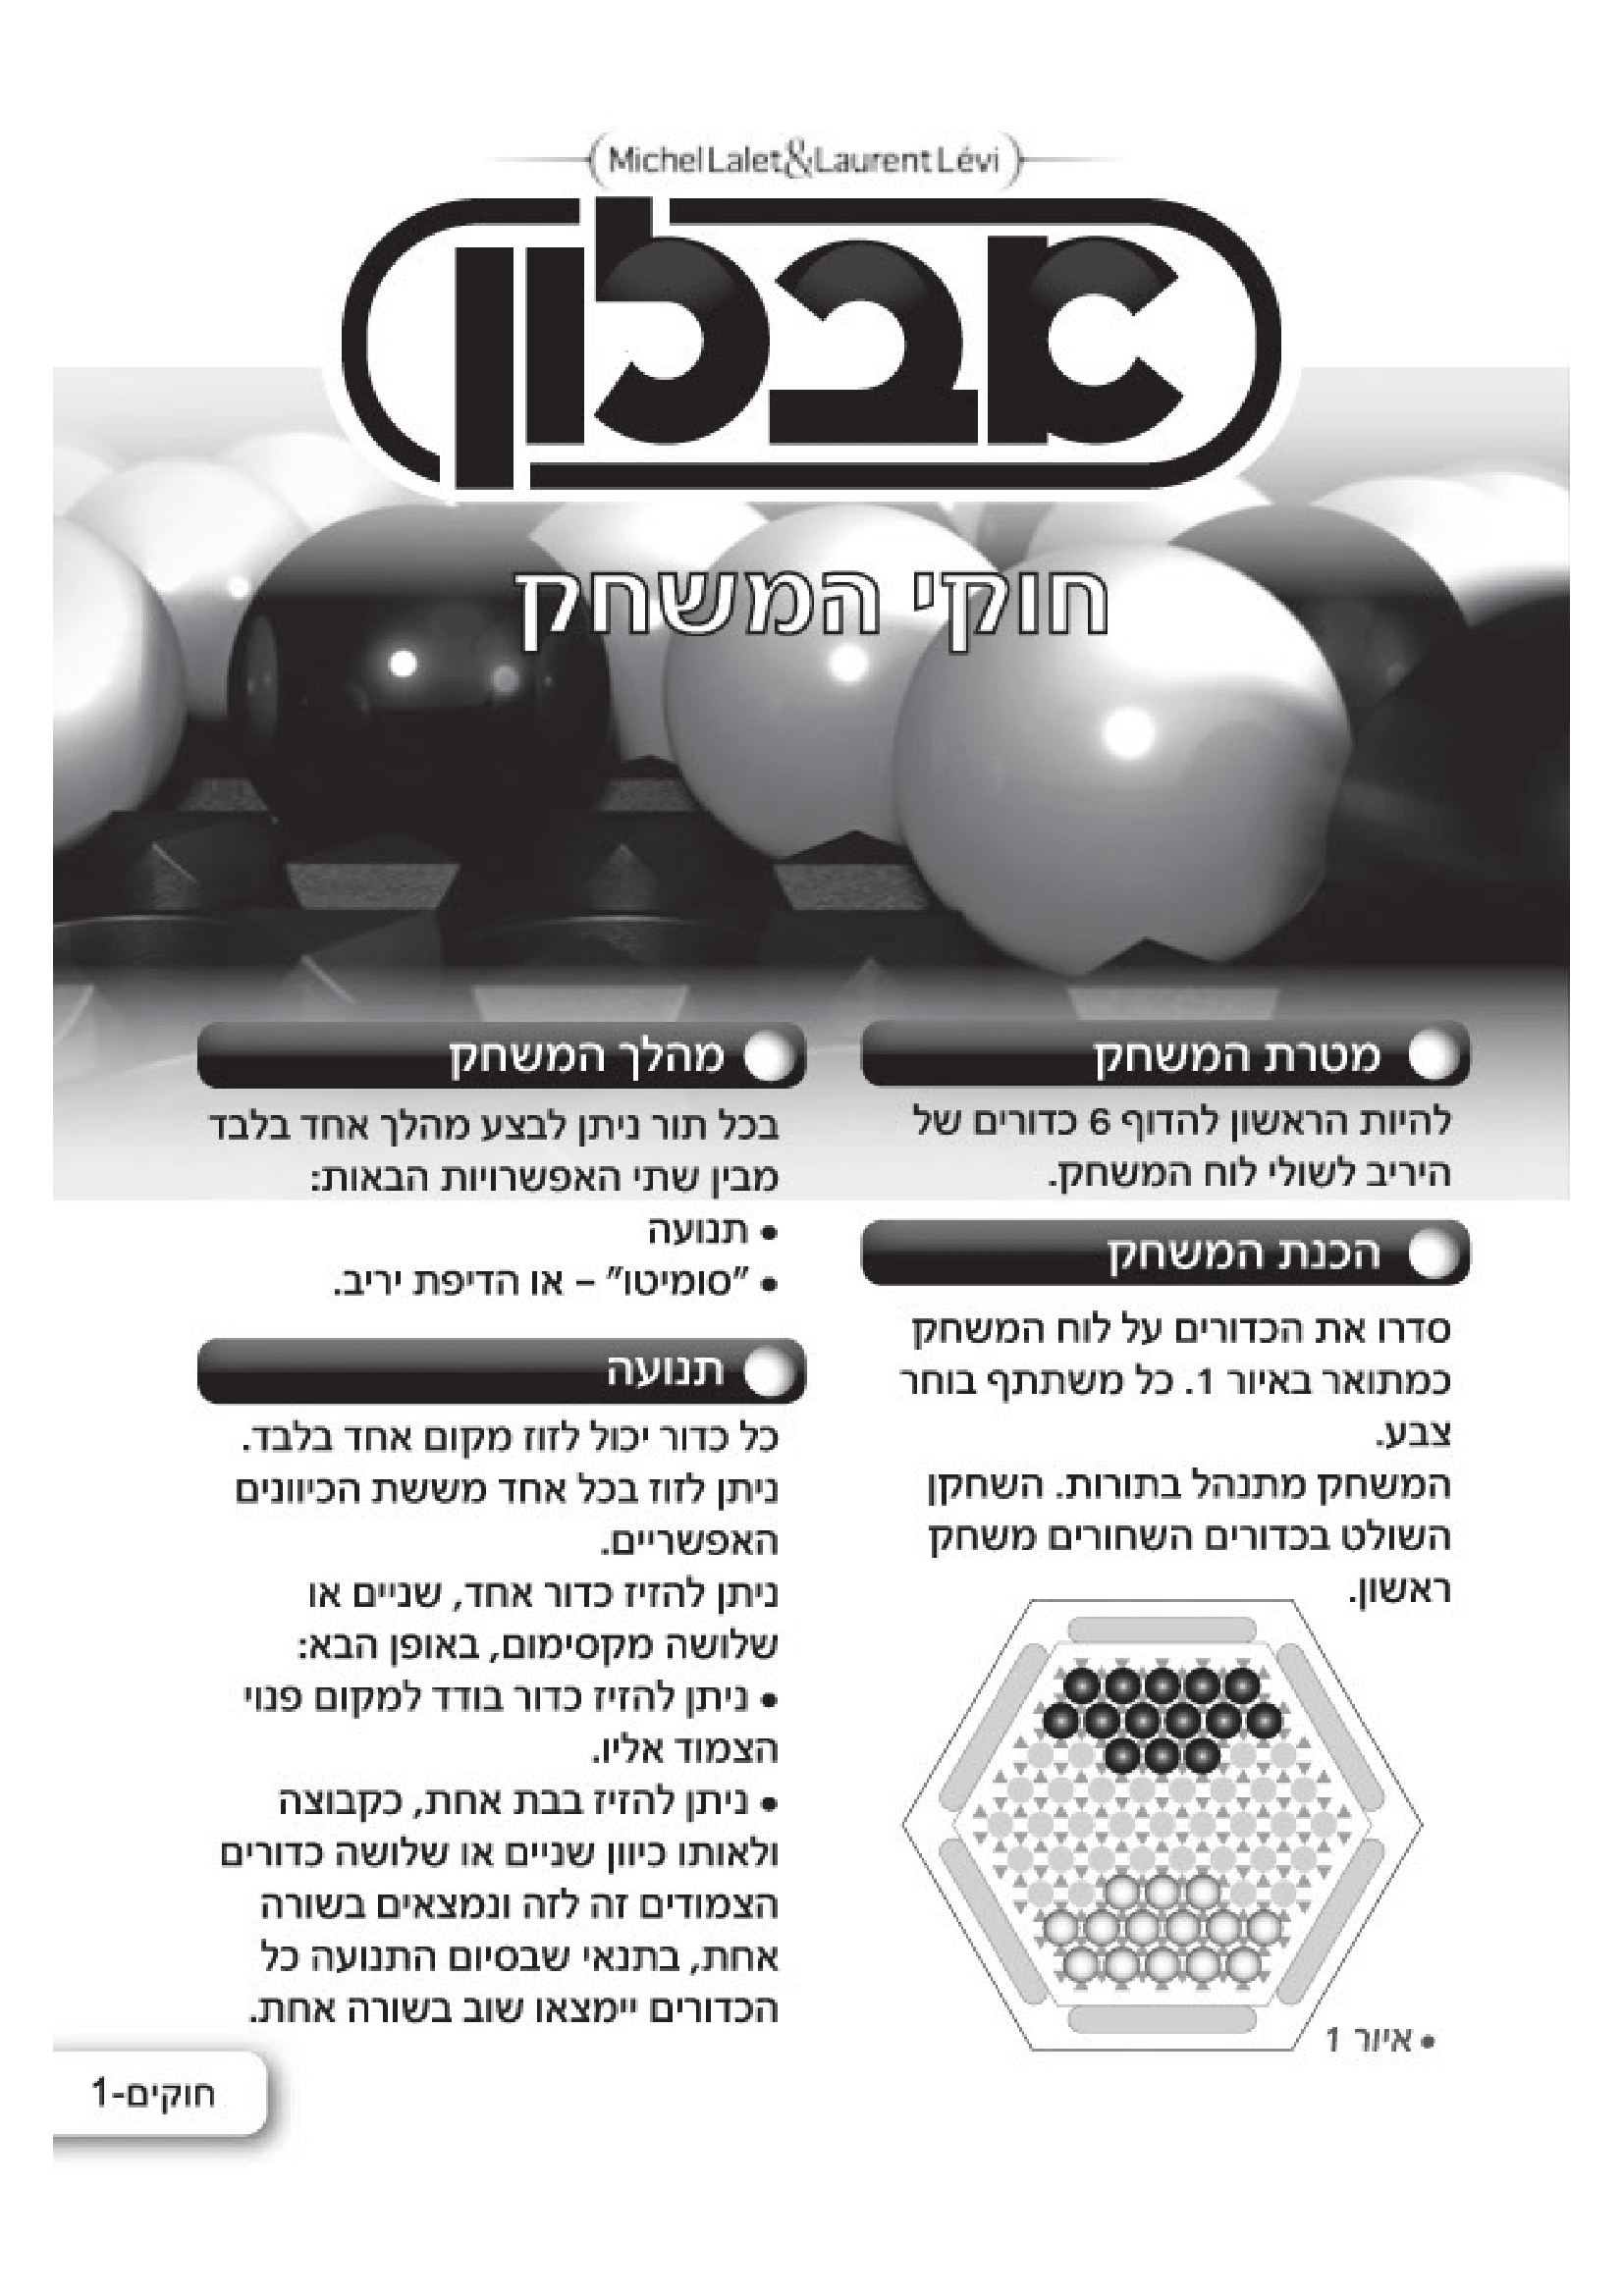 Michel Lalet & Laurent Lévi
אבלון
חוקי המשחק
מטרת המשחק
להיות הראשון להדוף 6 כדורים של
היריב לשולי לוח המשחק.
הכנת המשחק
סדרו את הכדורים על לוח המשחק
כמתואר באיור 1. כל משתתף בוחר
צבע.
המשחק מתנהל בתורות. השחקן
השולט בכדורים השחורים משחק
ראשון.
• איור 1
מהלך המשחק
בכל תור ניתן לבצע מהלך אחד בלבד
מבין שתי האפשרויות הבאות:
• תנועה
• "סומיטו" – או הדיפת יריב.
תנועה
כל כדור יכול לזוז מקום אחד בלבד.
ניתן לזוז בכל אחד מששת הכיוונים
האפשריים.
ניתן להזיז כדור אחד, שניים או
שלושה מקסימום, באופן הבא:
• ניתן להזיז כדור בודד למקום פנוי
הצמוד אליו.
• ניתן להזיז בבת אחת, כקבוצה
ולאותו כיוון שניים או שלושה כדורים
הצמודים זה לזה ונמצאים בשורה
אחת, בתנאי שבסיום התנועה כל
הכדורים יימצאו שוב בשורה אחת.
חוקים-1